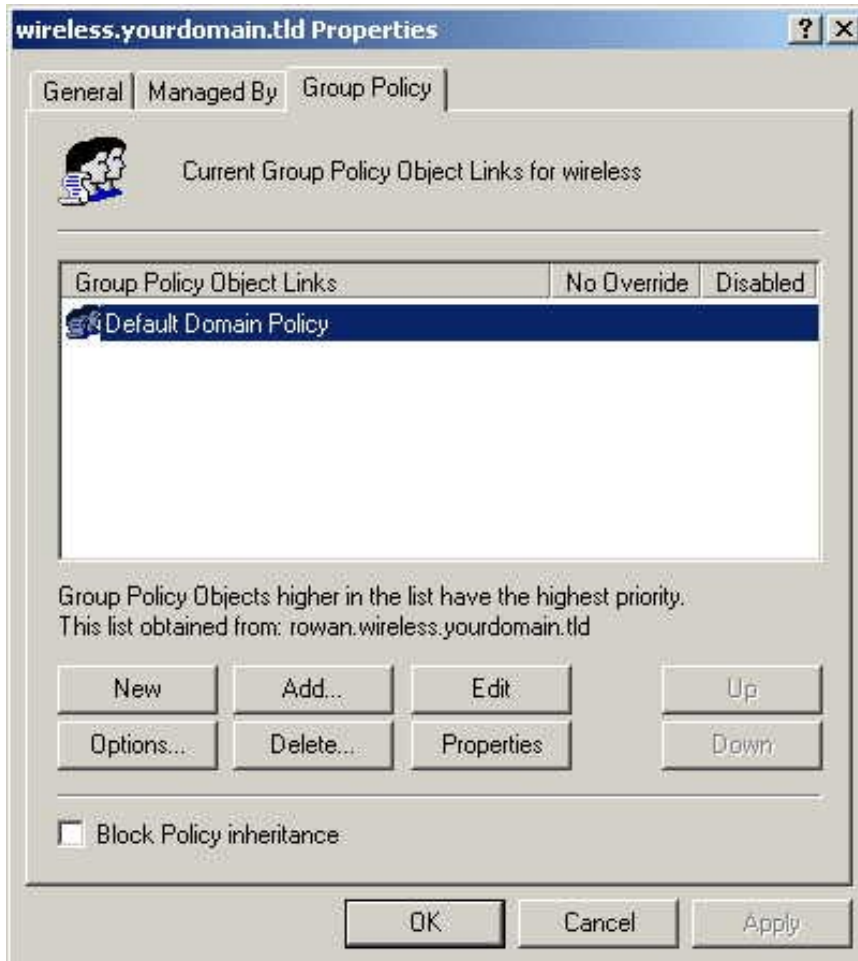 wireless.yourdomain.tld Properties
General Managed By Group Policy
Current Group Policy Object Links for wireless
Group Policy Object Links No Override Disabled
Default Domain Policy
Group Policy Objects higher in the list have the highest priority.
This list obtained from: rowan.wireless.yourdomain.tld
New Add... Edit Up
Options... Delete... Properties Down
Block Policy inheritance
OK Cancel Apply